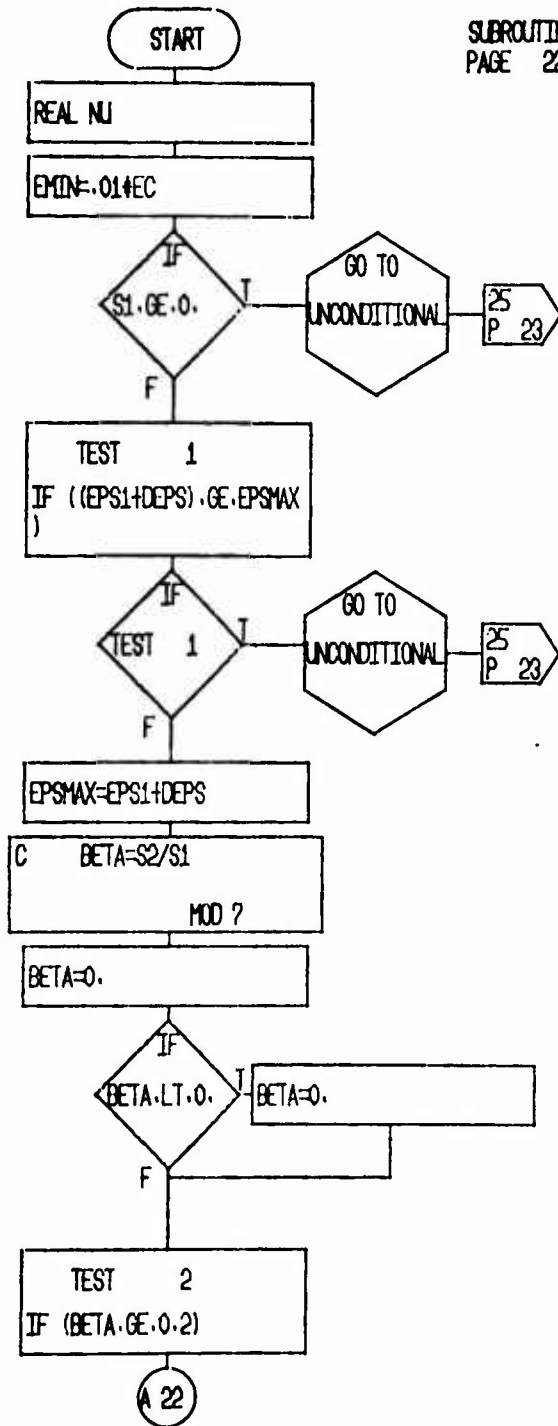 START
PAGE 22
REAL NU
EMIN=.01*EC
IF
S1.GE.0.
T
F
GO TO
UNCONDITIONAL
25
P 23
TEST 1
IF ((EPS1+DEPS).GE.EPSMAX
)
IF
TEST 1
T
F
GO TO
UNCONDITIONAL
25
P 23
EPSMAX=EPS1+DEPS
C BETA=S2/S1
MOD 7
BETA=0.
IF
BETA.LT.0.
T
F
BETA=0.
TEST 2
IF (BETA.GE.0.2)
A 22